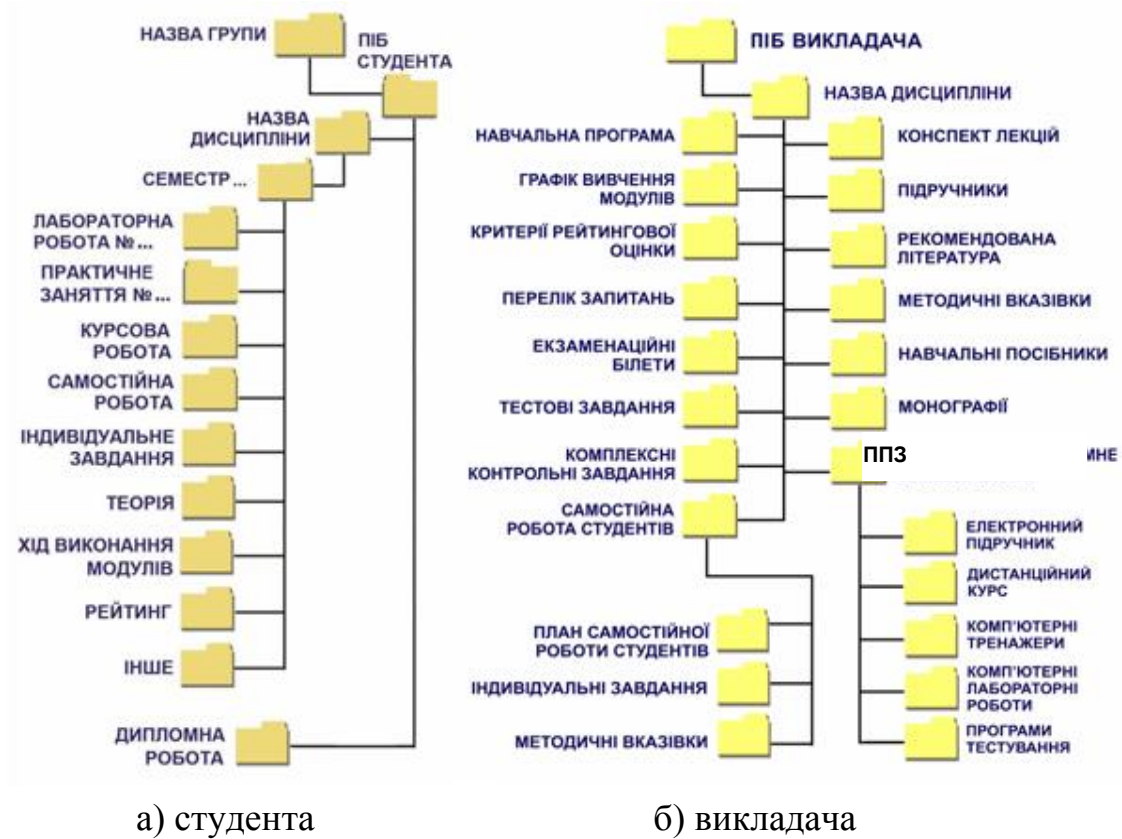 НАЗВА ГРУПИ
ПІБ
СТУДЕНТА
НАЗВА
ДИСЦИПЛІНИ
СЕМЕСТР ...
ЛАБОРАТОРНА
РОБОТА № ...
ПРАКТИЧНЕ
ЗАНЯТТЯ № ...
КУРСОВА
РОБОТА
САМОСТІЙНА
РОБОТА
ІНДИВІДУАЛЬНЕ
ЗАВДАННЯ
ТЕОРІЯ
ХІД ВИКОНАННЯ
МОДУЛІВ
РЕЙТИНГ
ІНШЕ
ДИПЛОМНА
РОБОТА
а) студента
ПІБ ВИКЛАДАЧА
НАЗВА ДИСЦИПЛІНИ
НАВЧАЛЬНА ПРОГРАМА
ГРАФІК ВИВЧЕННЯ
МОДУЛІВ
КРИТЕРІЇ РЕЙТИНГОВОЇ
ОЦІНКИ
ПЕРЕЛІК ЗАПИТАНЬ
ЕКЗАМЕНАЦІЙНІ
БІЛЕТИ
ТЕСТОВІ ЗАВДАННЯ
КОМПЛЕКСНІ
КОНТРОЛЬНІ ЗАВДАННЯ
САМОСТІЙНА
РОБОТА СТУДЕНТІВ
ПЛАН САМОСТІЙНОЇ
РОБОТИ СТУДЕНТІВ
ІНДИВІДУАЛЬНІ ЗАВДАННЯ
МЕТОДИЧНІ ВКАЗІВКИ
КОНСПЕКТ ЛЕКЦІЙ
ПІДРУЧНИКИ
РЕКОМЕНДОВАНА
ЛІТЕРАТУРА
МЕТОДИЧНІ ВКАЗІВКИ
НАВЧАЛЬНІ ПОСІБНИКИ
МОНОГРАФІЇ
ППЗ МНЕ
ЕЛЕКТРОННИЙ
ПІДРУЧНИК
ДИСТАНЦІЙНИЙ
КУРС
КОМП'ЮТЕРНІ
ТРЕНАЖЕРИ
КОМП'ЮТЕРНІ
ЛАБОРАТОРНІ
РОБОТИ
ПРОГРАМИ
ТЕСТУВАННЯ
б) викладача